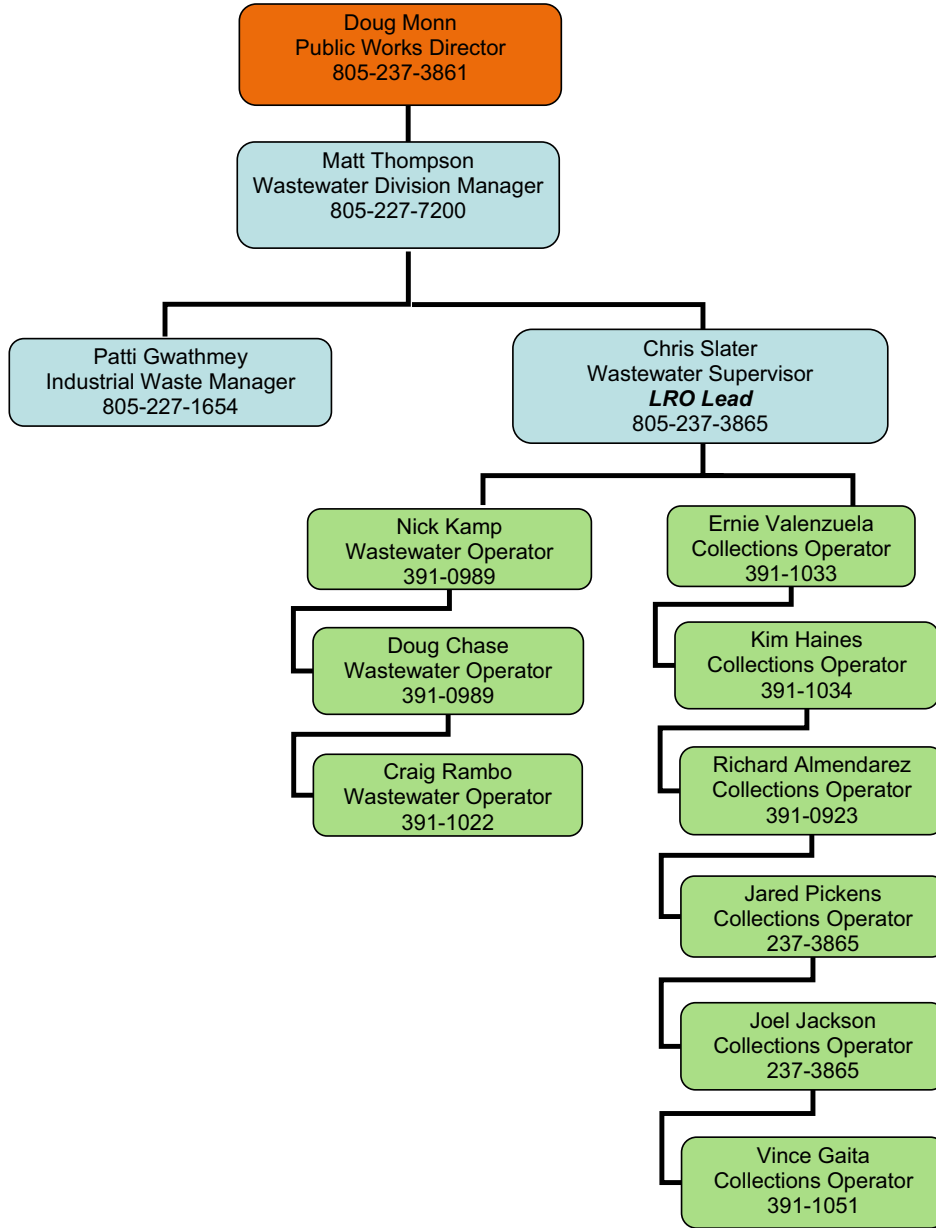 Doug Monn
Public Works Director
805-237-3861
Matt Thompson
Wastewater Division Manager
805-227-7200
Patti Gwathmey
Industrial Waste Manager
805-227-1654
Chris Slater
Wastewater Supervisor
LRO Lead
805-237-3865
Nick Kamp
Wastewater Operator
391-0989
Doug Chase
Wastewater Operator
391-0989
Craig Rambo
Wastewater Operator
391-1022
Ernie Valenzuela
Collections Operator
391-1033
Kim Haines
Collections Operator
391-1034
Richard Almendarez
Collections Operator
391-0923
Jared Pickens
Collections Operator
237-3865
Joel Jackson
Collections Operator
237-3865
Vince Gaita
Collections Operator
391-1051